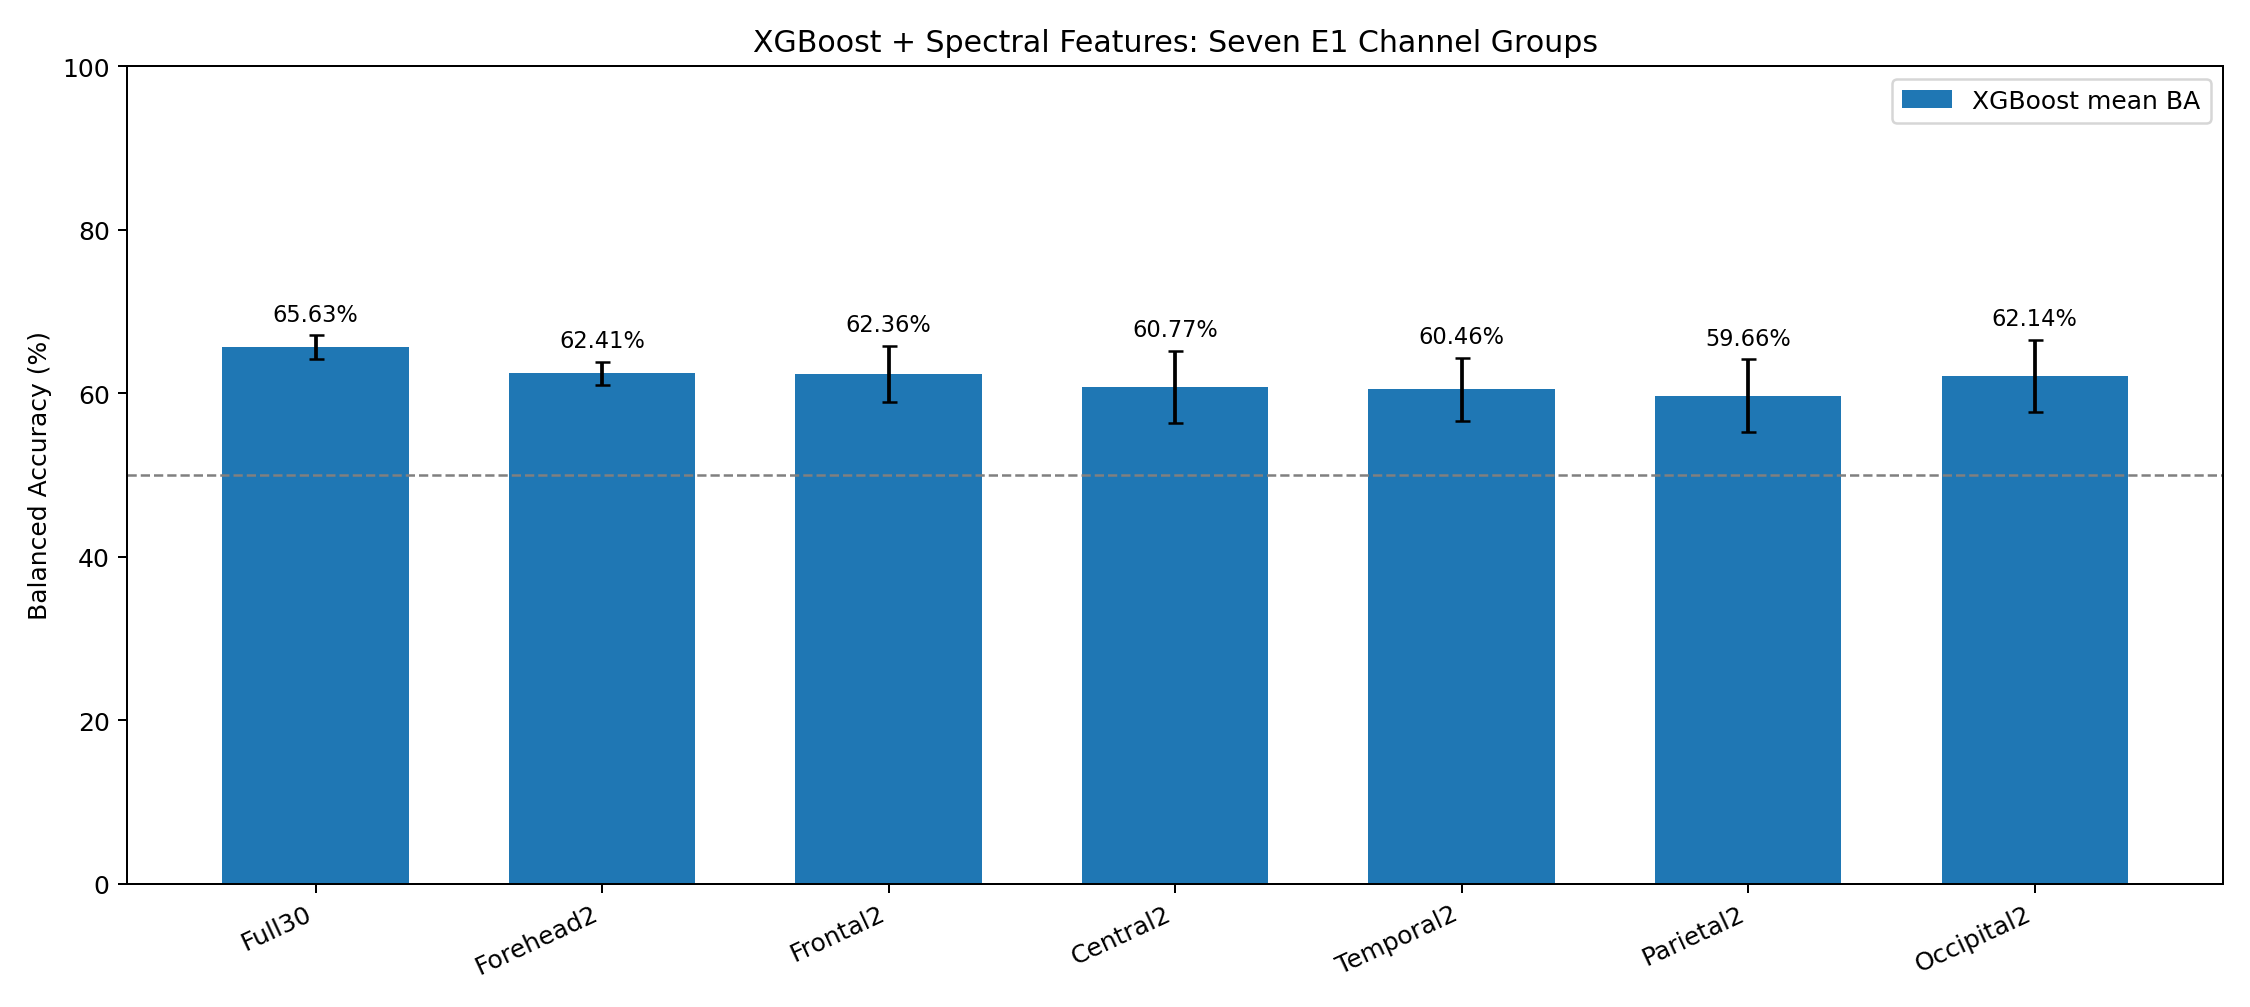 XGBoost + Spectral Features: Seven E1 Channel Groups
XGBoost mean BA
Balanced Accuracy (%)
100
80
60
40
20
0
65.63%
62.41%
62.36%
60.77%
60.46%
59.66%
62.14%
Full30
Forehead2
Frontal2
Central2
Temporal2
Parietal2
Occipital2